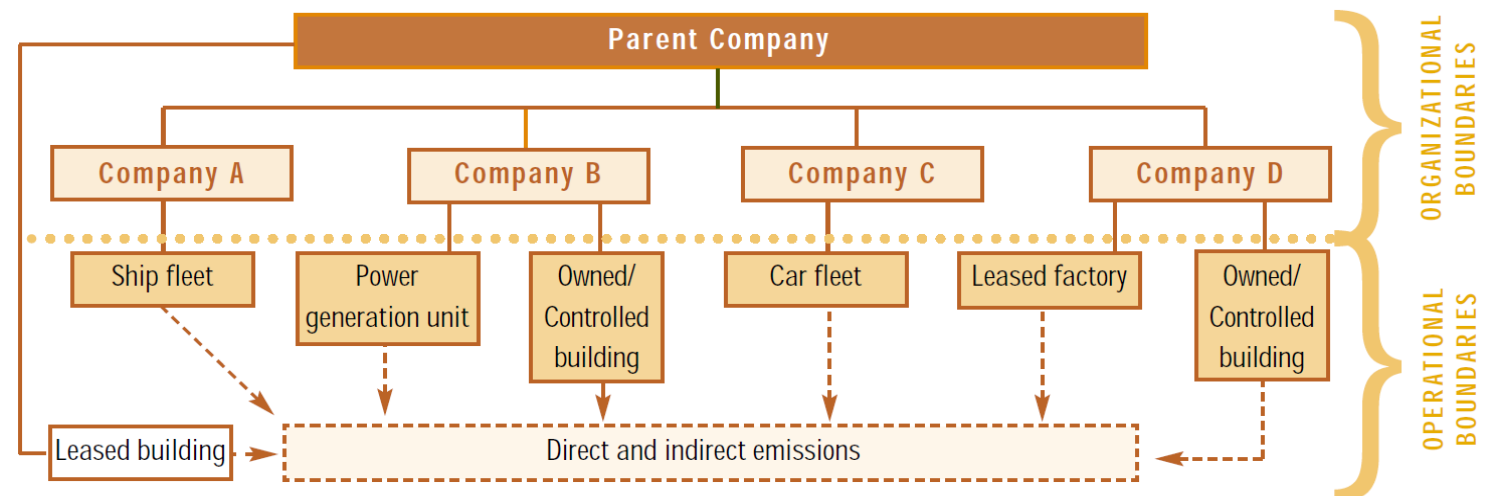 Parent Company
ORGANIZATIONAL
BOUNDARIES
Company A
Company B
Company C
Company D
Ship fleet
Power
generation unit
Owned/
Controlled
building
Car fleet
Leased factory
Owned/
Controlled
building
OPERATIONAL
BOUNDARIES
Leased building
Direct and indirect emissions